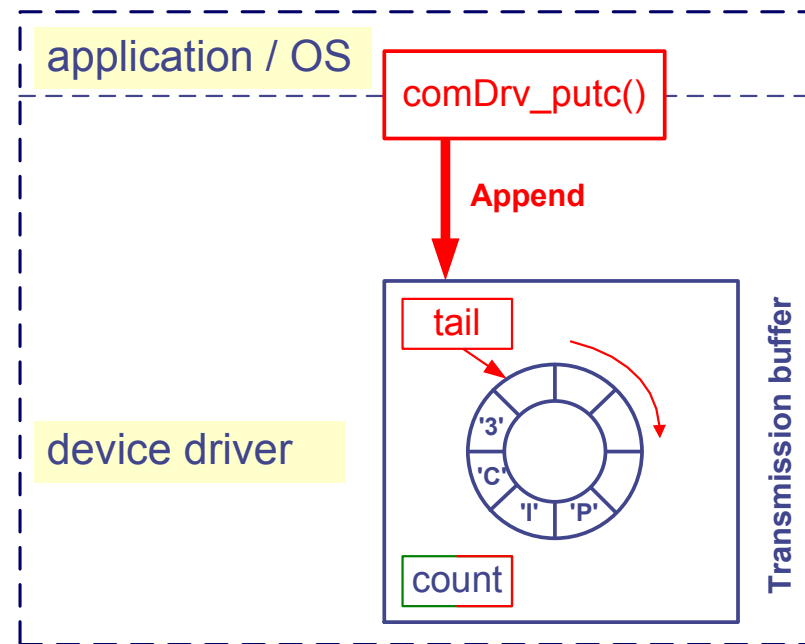 application / OS
comDrv_putc()
Append
tail
'3'
'C'
'I'
'P'
device driver
count
Transmission buffer